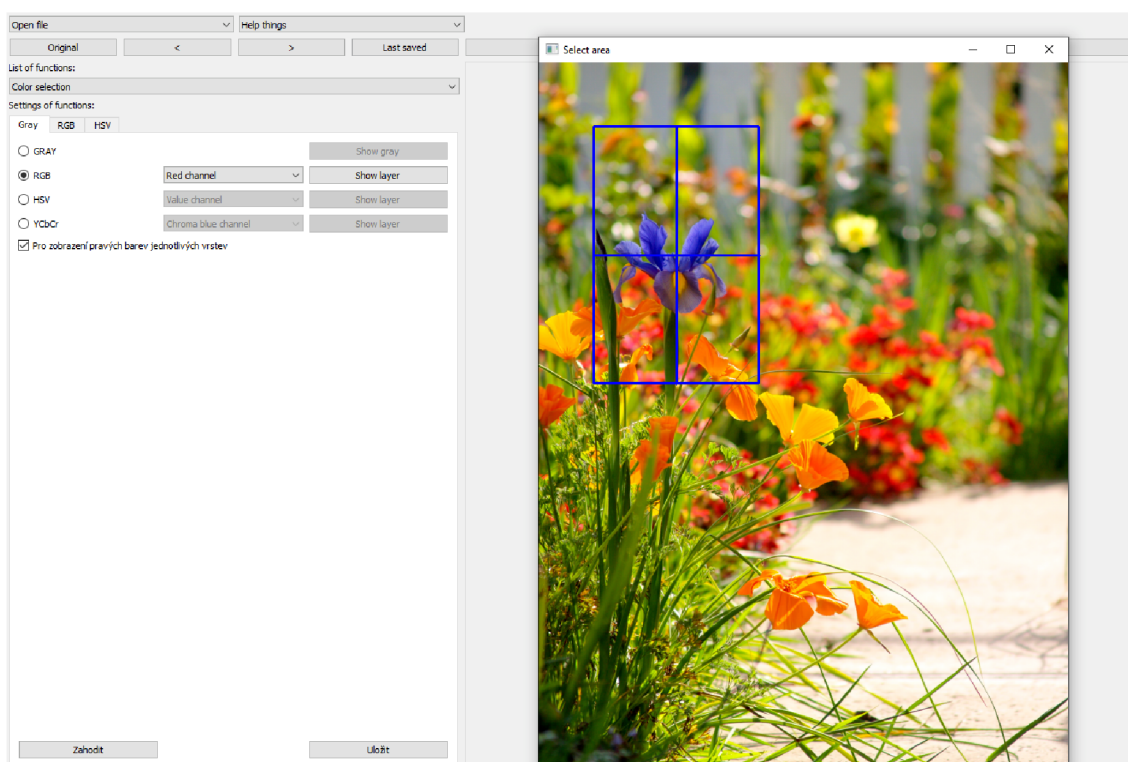 Open file Help things
Original < > Last saved
List of functions:
Color selection
Settings of functions:
Gray RGB HSV
GRAY Show gray
RGB Red channel Show layer
HSV Value channel Show layer
YCbCr Chroma blue channel Show layer
Pro zobrazení pravých barev jednotlivých vrstev
Zahodit Uložit
Select area